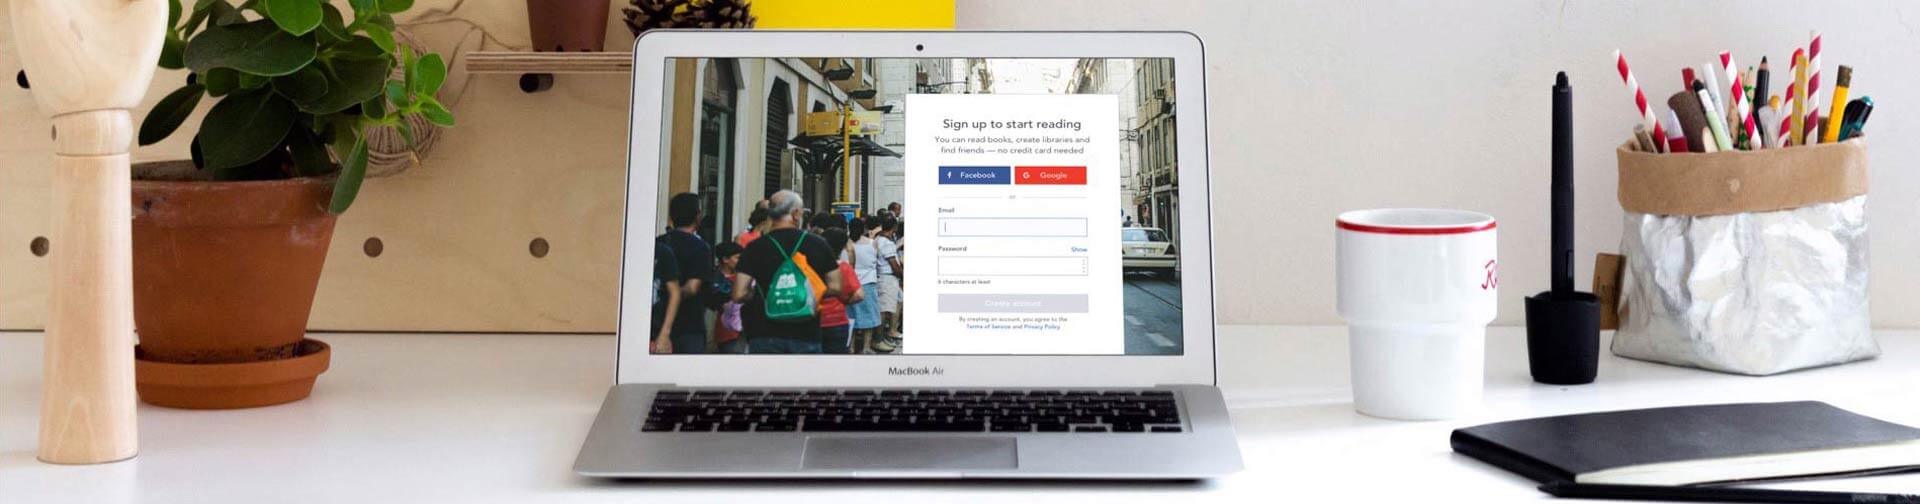 Sign up to start reading
You can read books, create libraries and
find friends — no credit card needed
Facebook
G Google
or
Email
Password Show
6 characters at least
Create account
By creating an account, you agree to the
Terms of Service and Privacy Policy
MacBook Air